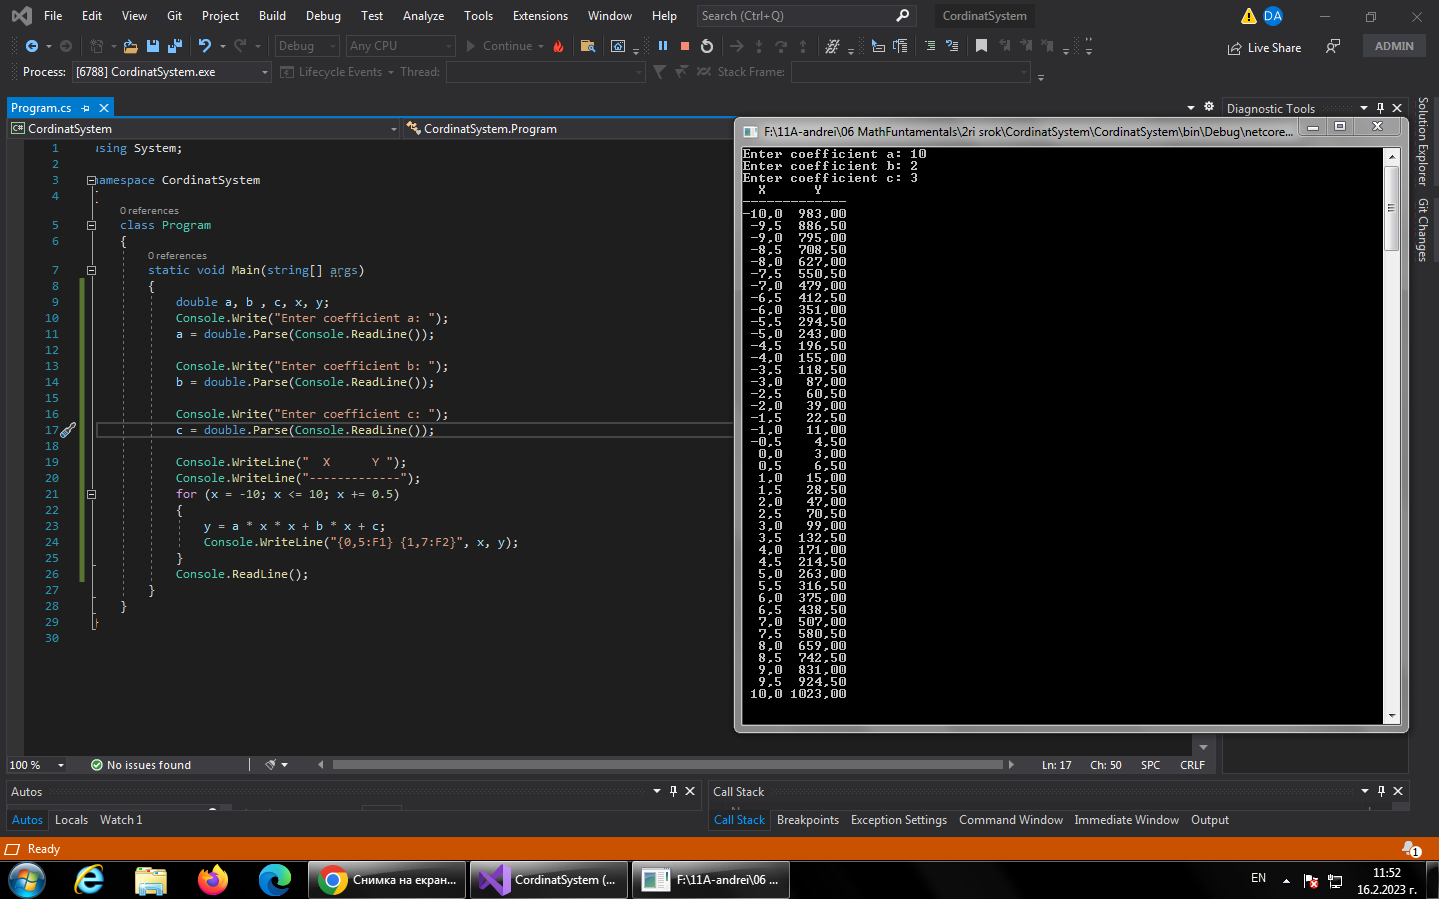 File Edit View Git Project Build Debug Test Analyze Tools Extensions Window Help Search (Ctrl+Q) CordinatSystem DA
Debug Any CPU Continue Live Share ADMIN
Process: [6788] CordinatSystem.exe Lifecycle Events Thread: Stack Frame:
Program.cs
CordinatSystem CordinatSystem.Program
1 using System;
2
3 namespace CordinatSystem
4 {
0 references
5 class Program
6 {
0 references
7 static void Main(string[] args)
8 {
9 double a, b , c, x, y;
10 Console.Write("Enter coefficient a: ");
11 a = double.Parse(Console.ReadLine());
12
13 Console.Write("Enter coefficient b: ");
14 b = double.Parse(Console.ReadLine());
15
16 Console.Write("Enter coefficient c: ");
17 c = double.Parse(Console.ReadLine());
18
19 Console.WriteLine("  X      Y ");
20 Console.WriteLine("-------------");
21 for (x = -10; x <= 10; x += 0.5)
22 {
23 y = a * x * x + b * x + c;
24 Console.WriteLine("{0,5:F1} {1,7:F2}", x, y);
25 }
26 Console.ReadLine();
27 }
28 }
29 }
30
Diagnostic Tools
Solution Explorer
Git Changes
F:\11A-andrei\06 MathFuntamentals\2ri srok\CordinatSystem\CordinatSystem\bin\Debug\netcore...
Enter coefficient a: 10
Enter coefficient b: 2
Enter coefficient c: 3
  X      Y
-------------
-10,0  983,00
 -9,5  886,50
 -9,0  795,00
 -8,5  708,50
 -8,0  627,00
 -7,5  550,50
 -7,0  479,00
 -6,5  412,50
 -6,0  351,00
 -5,5  294,50
 -5,0  243,00
 -4,5  196,50
 -4,0  155,00
 -3,5  118,50
 -3,0   87,00
 -2,5   60,50
 -2,0   39,00
 -1,5   22,50
 -1,0   11,00
 -0,5    4,50
  0,0    3,00
  0,5    6,50
  1,0   15,00
  1,5   28,50
  2,0   47,00
  2,5   70,50
  3,0   99,00
  3,5  132,50
  4,0  171,00
  4,5  214,50
  5,0  263,00
  5,5  316,50
  6,0  375,00
  6,5  438,50
  7,0  507,00
  7,5  580,50
  8,0  659,00
  8,5  742,50
  9,0  831,00
  9,5  924,50
 10,0 1023,00
100 % No issues found Ln: 17 Ch: 50 SPC CRLF
Autos
Autos Locals Watch 1
Call Stack
Call Stack Breakpoints Exception Settings Command Window Immediate Window Output
Ready 1
Снимка на екран... CordinatSystem (... F:\11A-andrei\06 ... EN 11:52
16.2.2023 г.